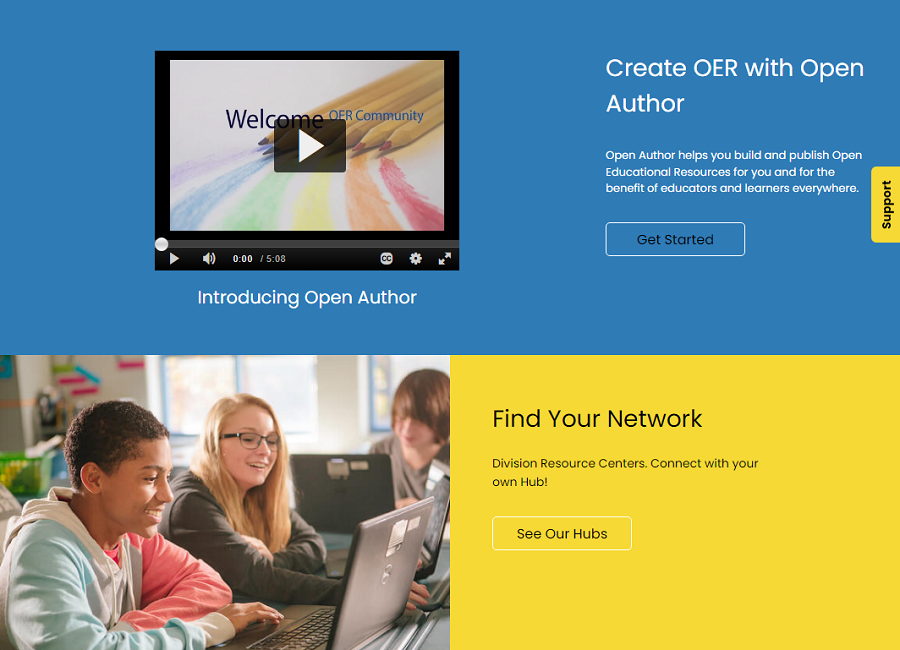 Welcome OER Community
0:00 / 5:08
CC
Introducing Open Author
Create OER with Open
Author
Open Author helps you build and publish Open
Educational Resources for you and for the
benefit of educators and learners everywhere.
Get Started
Support
Find Your Network
Division Resource Centers. Connect with your
own Hub!
See Our Hubs